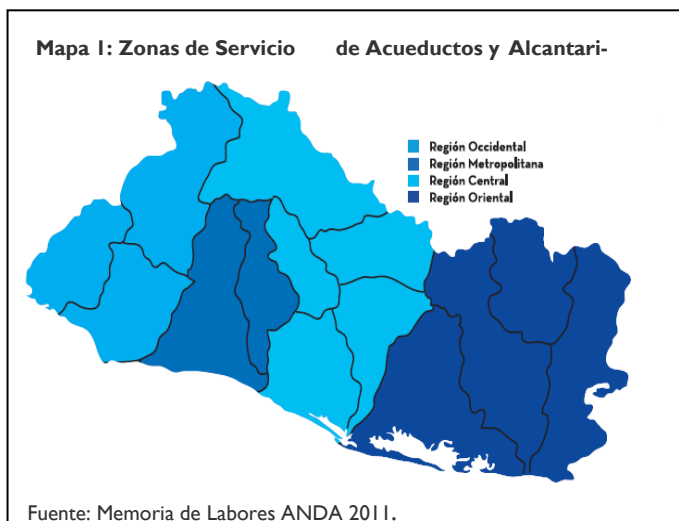 Mapa 1: Zonas de Servicio de Acueductos y Alcantari-
Región Occidental
Región Metropolitana
Región Central
Región Oriental
Fuente: Memoria de Labores ANDA 2011.